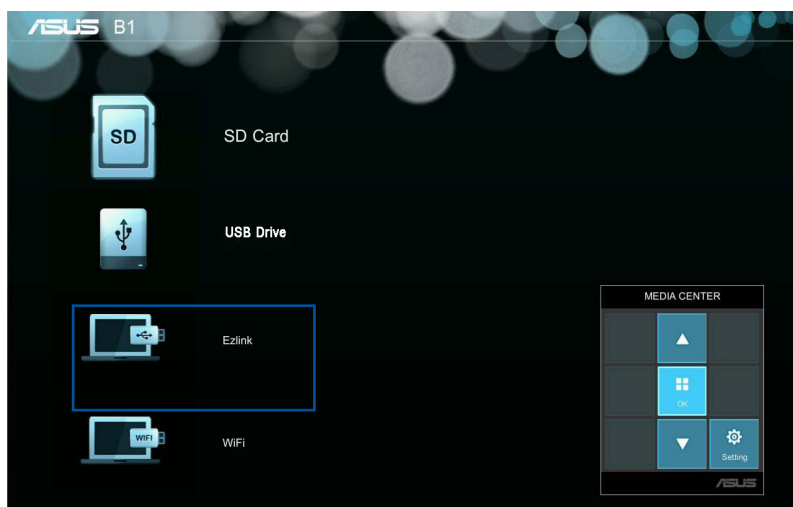 ASUS B1
SD
SD Card
USB Drive
Ezlink
WIFI
WiFi
MEDIA CENTER
OK
Setting
ASUS